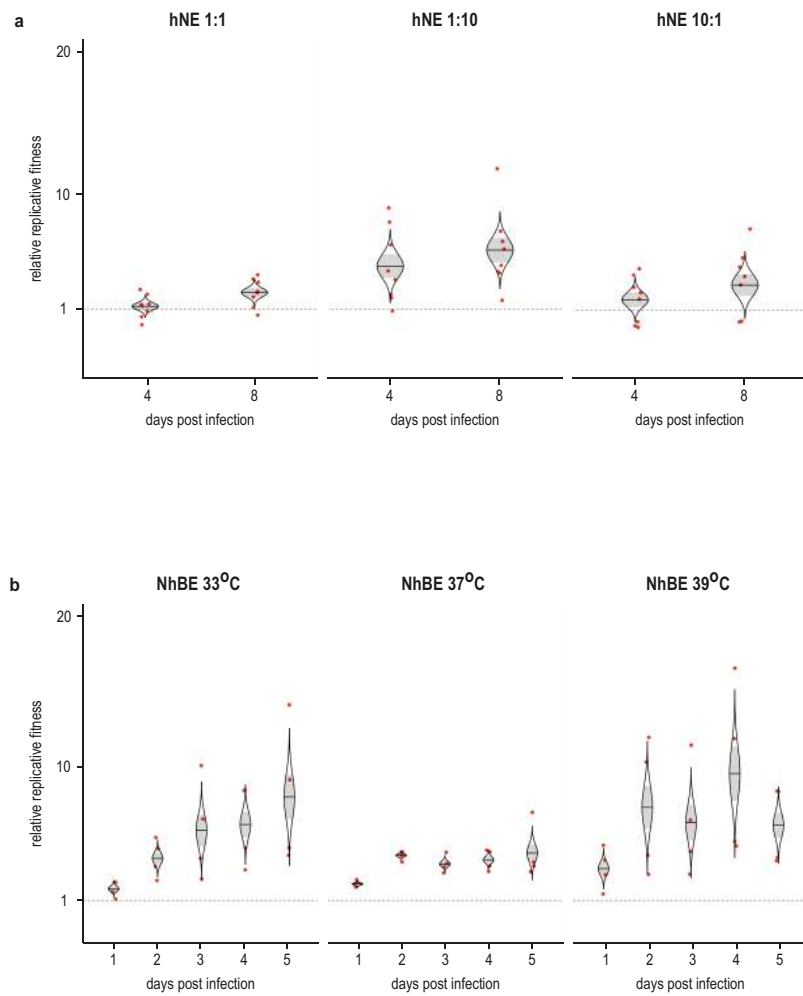 a
hNE 1:1
hNE 1:10
hNE 10:1
relative replicative fitness
20
10
1
4 8
4 8
4 8
days post infection
days post infection
days post infection
b
NhBE 33°C
NhBE 37°C
NhBE 39°C
relative replicative fitness
20
10
1
1 2 3 4 5
1 2 3 4 5
1 2 3 4 5
days post infection
days post infection
days post infection